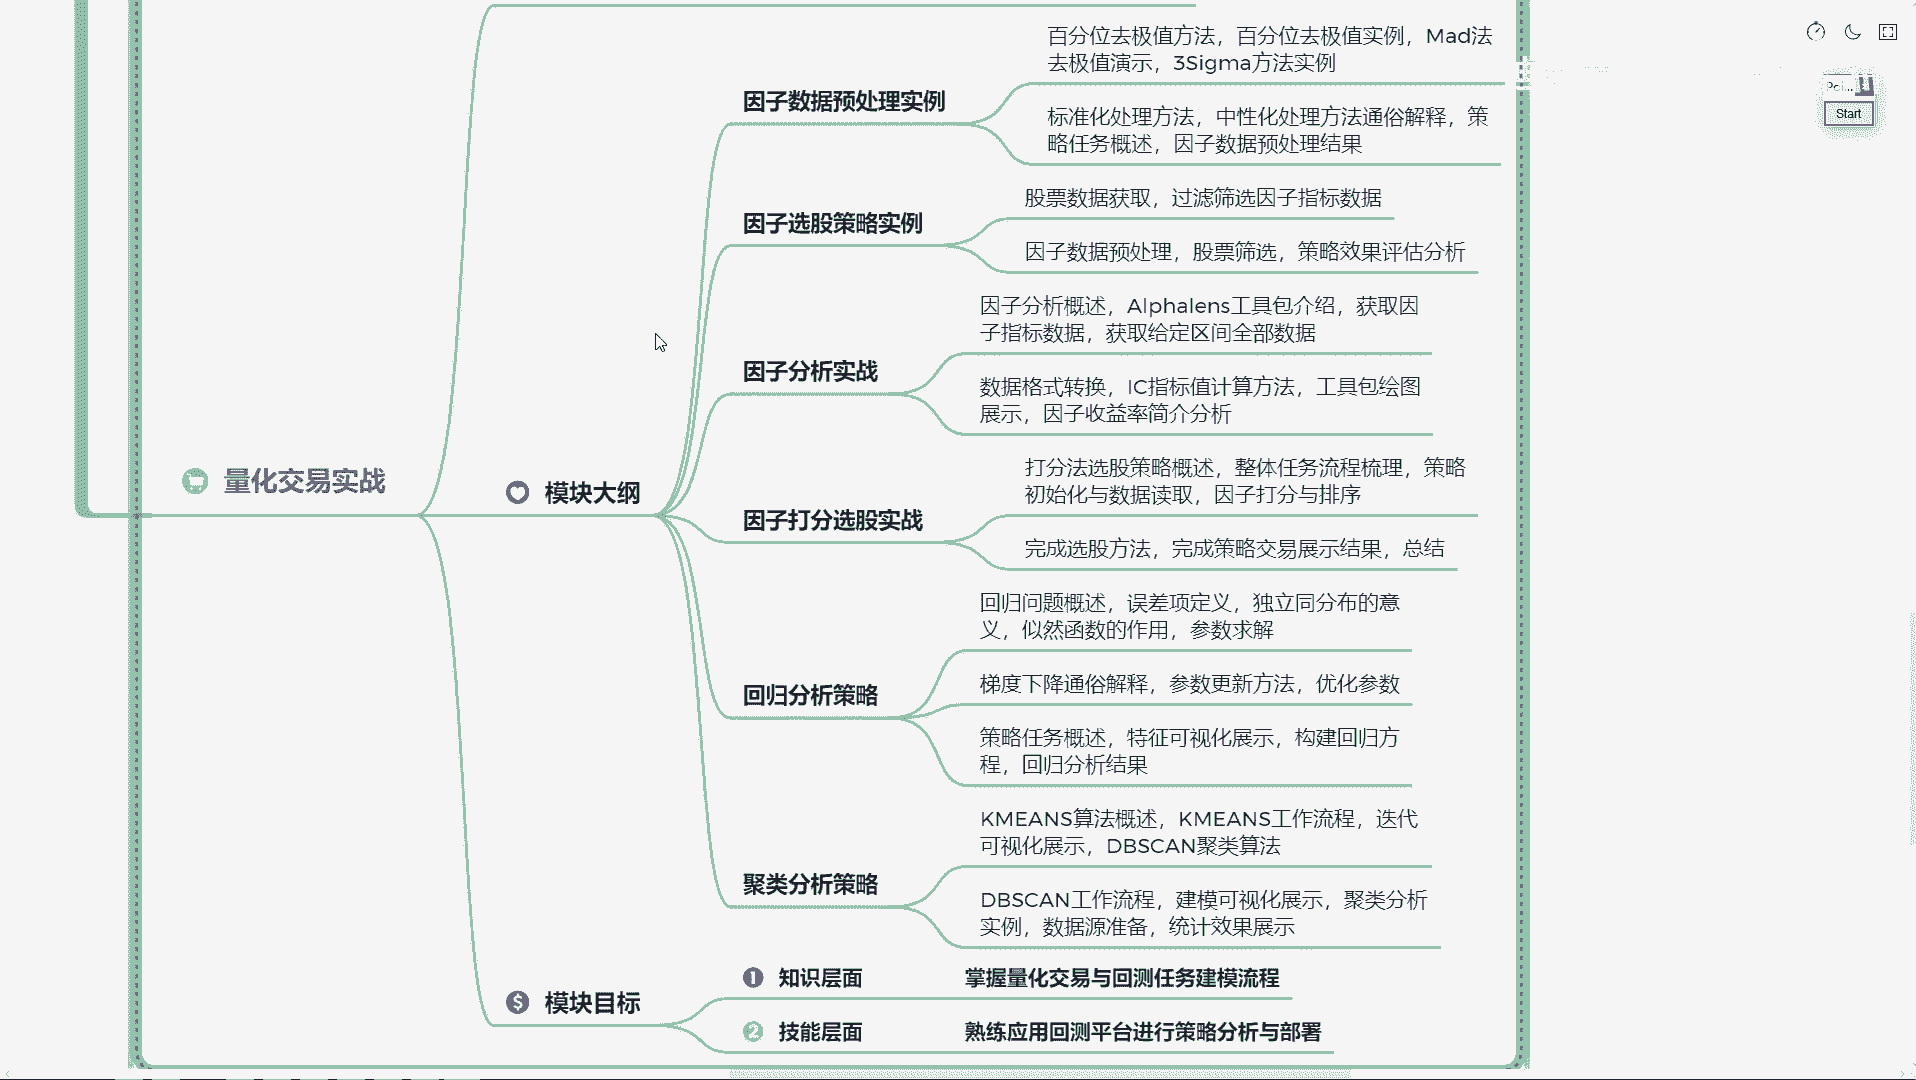 百分位去极值方法，百分位去极值实例，Mad法
去极值演示，3Sigma方法实例
因子数据预处理实例
标准化处理方法，中性化处理方法通俗解释，策
略任务概述，因子数据预处理结果
股票数据获取，过滤筛选因子指标数据
因子选股策略实例
因子数据预处理，股票筛选，策略效果评估分析
因子分析概述，Alphalens工具包介绍，获取因
子指标数据，获取给定区间全部数据
因子分析实战
数据格式转换，IC指标值计算方法，工具包绘图
展示，因子收益率简介分析
量化交易实战
模块大纲
打分法选股策略概述，整体任务流程梳理，策略
初始化与数据读取，因子打分与排序
因子打分选股实战
完成选股方法，完成策略交易展示结果，总结
回归问题概述，误差项定义，独立同分布的意
义，似然函数的作用，参数求解
回归分析策略
梯度下降通俗解释，参数更新方法，优化参数
策略任务概述，特征可视化展示，构建回归方
程，回归分析结果
KMEANS算法概述，KMEANS工作流程，迭代
可视化展示，DBSCAN聚类算法
聚类分析策略
DBSCAN工作流程，建模可视化展示，聚类分析
实例，数据源准备，统计效果展示
模块目标
1 知识层面 掌握量化交易与回测任务建模流程
2 技能层面 熟练应用回测平台进行策略分析与部署
Start